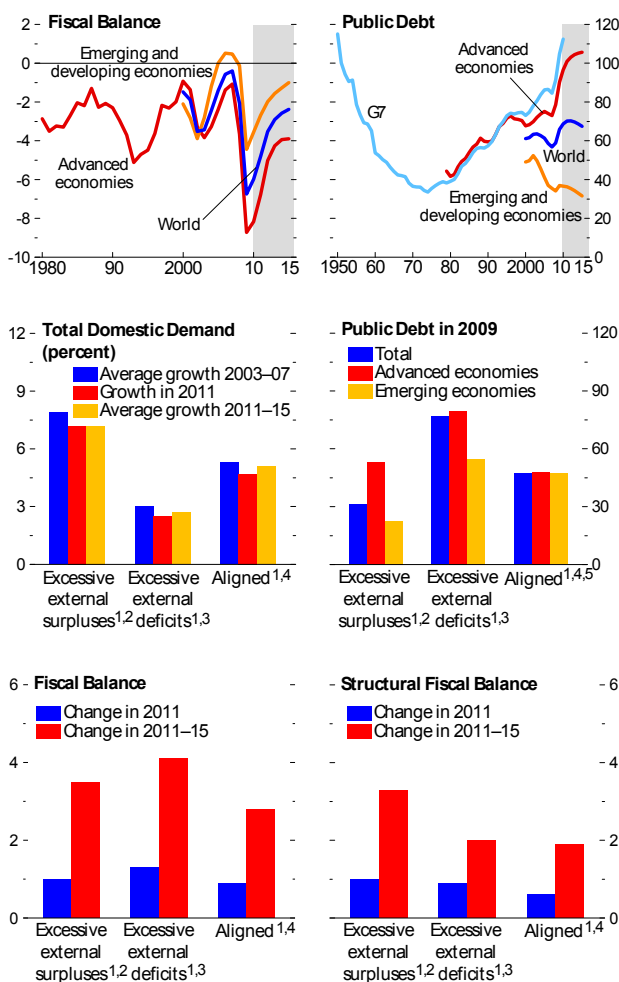 Fiscal Balance
2
0
-2
-4
-6
-8
-10
Emerging and
developing economies
Advanced
economies
World
1980
90
2000
10
15
Public Debt
120
100
80
60
40
20
0
Advanced
economies
G7
World
Emerging and
developing economies
1950
60
70
80
90
2000
10
15
Total Domestic Demand
(percent)
Average growth 2003–07
Growth in 2011
Average growth 2011–15
12
9
6
3
0
Excessive
external
surpluses1,2
Excessive
external
deficits1,3
Aligned1,4
Public Debt in 2009
Total
Advanced economies
Emerging economies
120
90
60
30
0
Excessive
external
surpluses1,2
Excessive
external
deficits1,3
Aligned1,4,5
Fiscal Balance
Change in 2011
Change in 2011–15
6
4
2
0
Excessive
external
surpluses1,2
Excessive
external
deficits1,3
Aligned1,4
Structural Fiscal Balance
Change in 2011
Change in 2011–15
6
4
2
0
Excessive
external
surpluses1,2
Excessive
external
deficits1,3
Aligned1,4